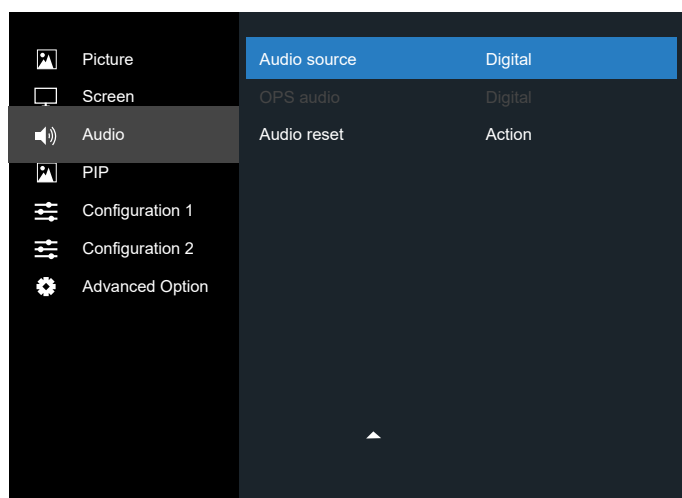 Picture
Screen
Audio
PIP
Configuration 1
Configuration 2
Advanced Option
Audio source Digital
OPS audio Digital
Audio reset Action